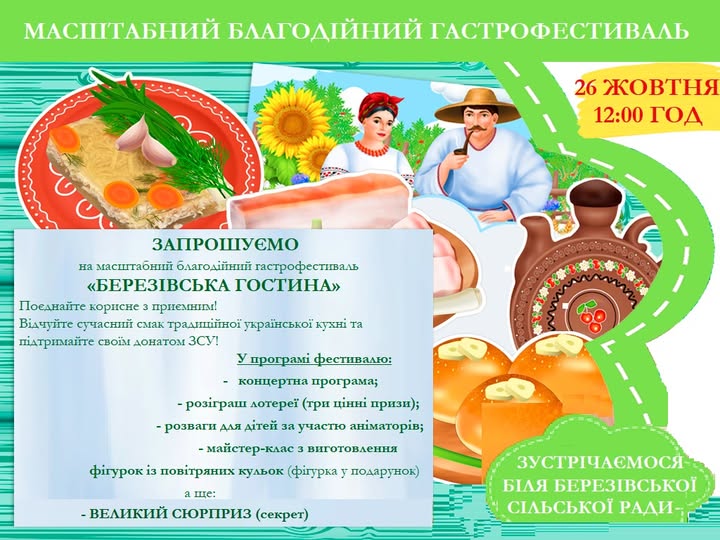 МАСШТАБНИЙ БЛАГОДІЙНИЙ ГАСТРОФЕСТИВАЛЬ
26 ЖОВТНЯ
12:00 ГОД
ЗАПРОШУЄМО
на масштабний благодійний гастрофестиваль
«БЕРЕЗІВСЬКА ГОСТИНА»
Поєднайте корисне з приємним!
Відчуйте сучасний смак традиційної української кухні та
підтримайте своїм донатом ЗСУ!
У програмі фестивалю:
- концертна програма;
- розіграш лотереї (три цінні призи);
- розваги для дітей за участю аніматорів;
- майстер-клас з виготовлення
фігурок із повітряних кульок (фігурка у подарунок)
а ще:
- ВЕЛИКИЙ СЮРПРИЗ (секрет)
ЗУСТРІЧАЄМОСЯ
БІЛЯ БЕРЕЗІВСЬКОЇ
СІЛЬСЬКОЇ РАДИ